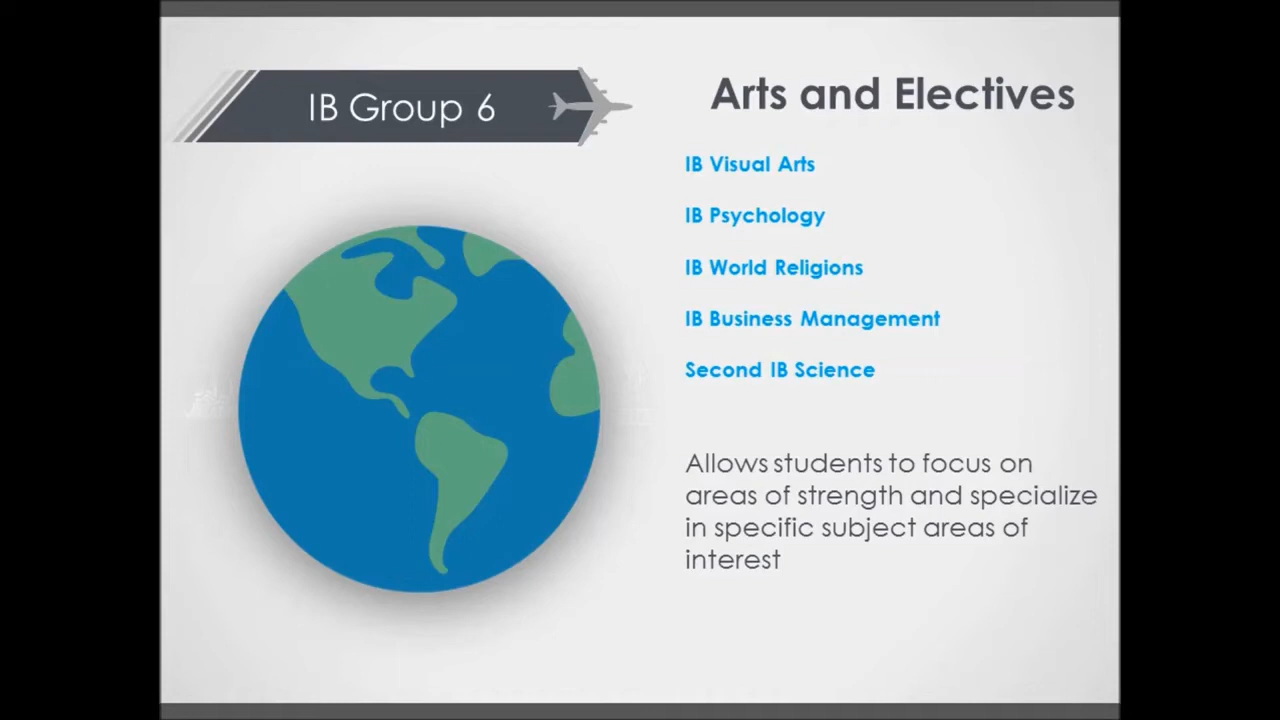 IB Group 6
Arts and Electives
IB Visual Arts
IB Psychology
IB World Religions
IB Business Management
Second IB Science
Allows students to focus on
areas of strength and specialize
in specific subject areas of
interest